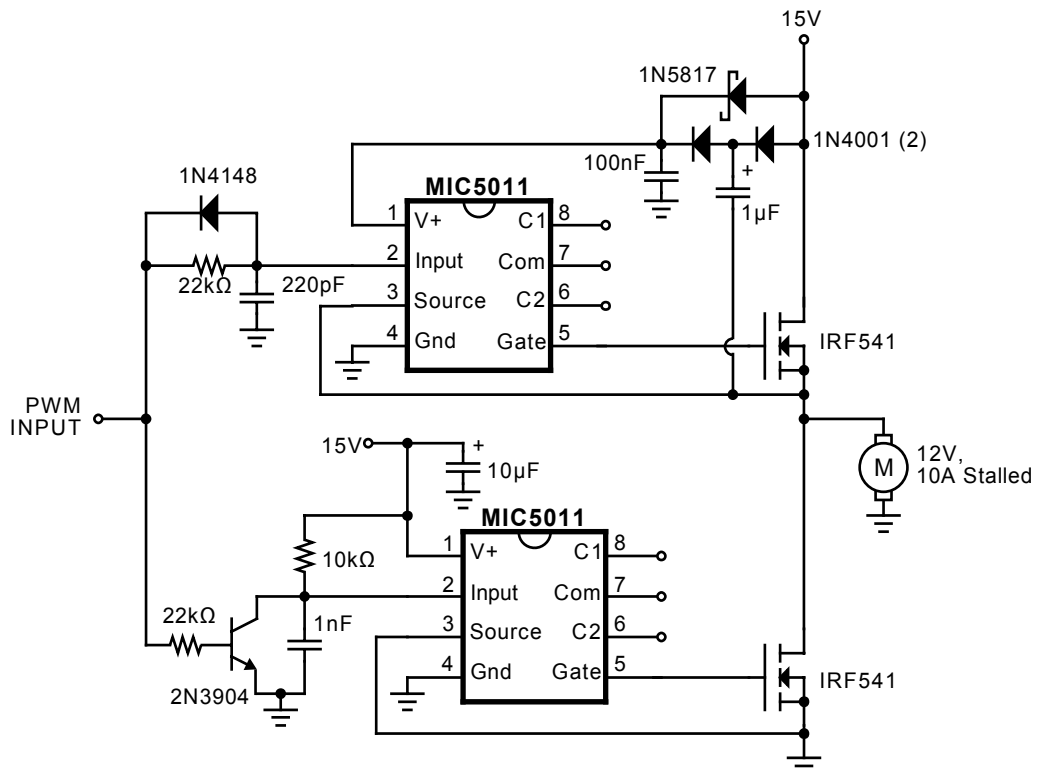 15V
1N5817
1N4001 (2)
100nF
+
1µF
1N4148
MIC5011
1 V+ C1 8
2 Input Com 7
3 Source C2 6
4 Gnd Gate 5
22kΩ
220pF
IRF541
PWM
INPUT
15V
+
10µF
M
12V,
10A Stalled
MIC5011
1 V+ C1 8
2 Input Com 7
3 Source C2 6
4 Gnd Gate 5
10kΩ
22kΩ
1nF
2N3904
IRF541